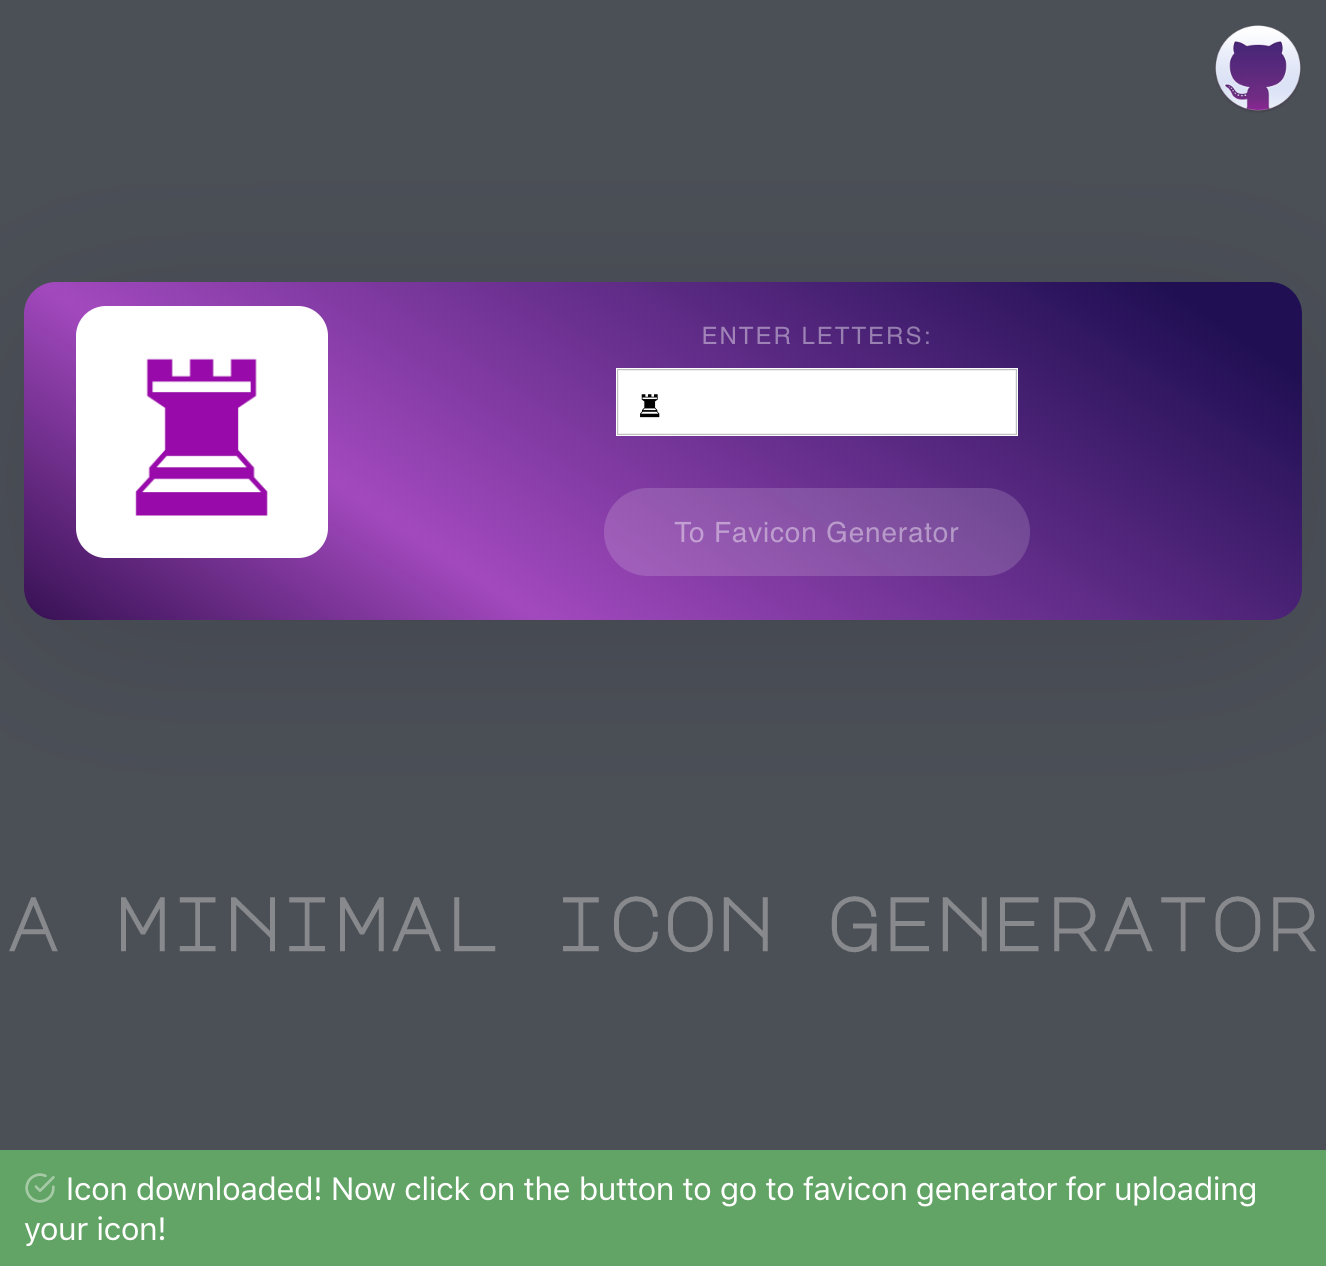 ENTER LETTERS:
♜
To Favicon Generator
A MINIMAL ICON GENERATOR
Icon downloaded! Now click on the button to go to favicon generator for uploading
your icon!